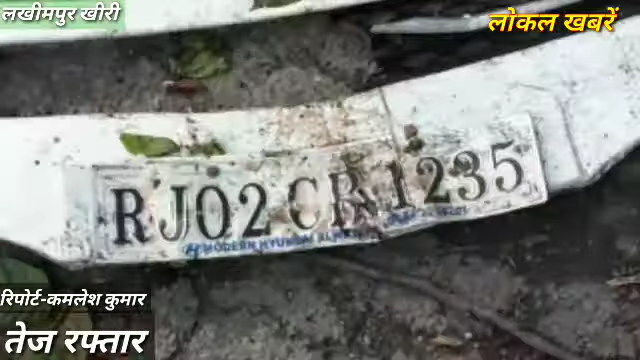 लखीमपुर खीरी
लोकल खबरें
RJ02 CR 1235
MODERN HYUNDAI
रिपोर्ट-कमलेश कुमार
तेज रफ्तार